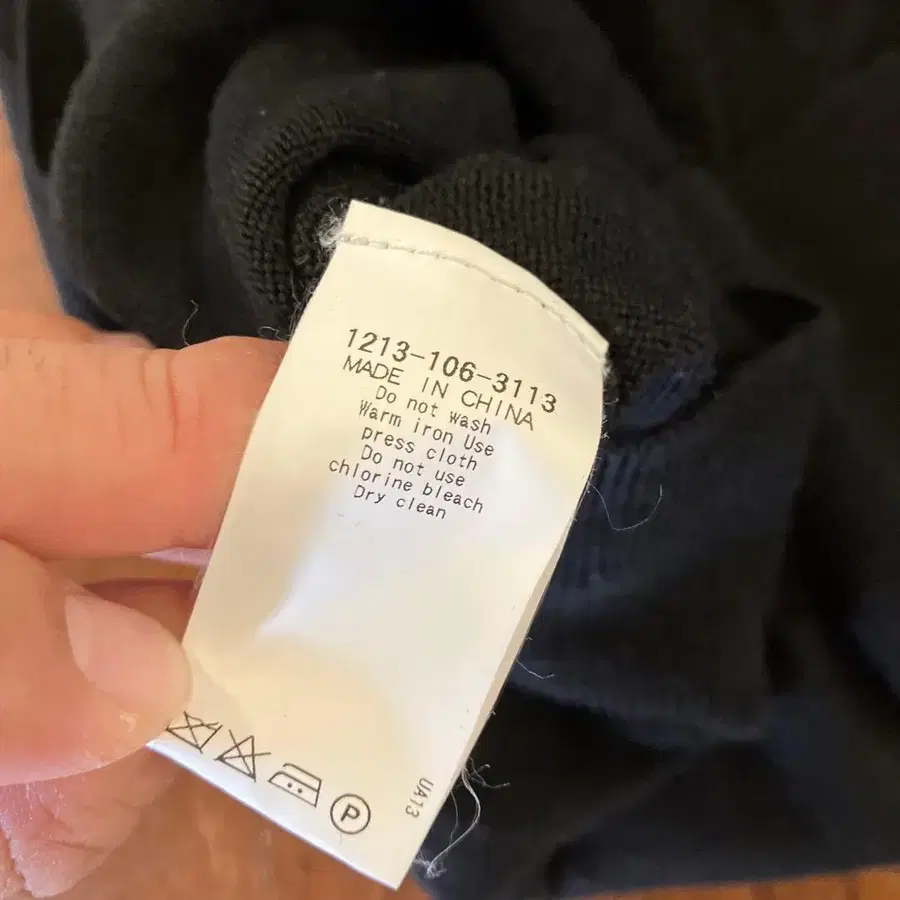 1213-106-3113
MADE IN CHINA
Do not wash
Warm iron Use
press cloth
Do not use
chlorine bleach
Dry clean
P
UA13